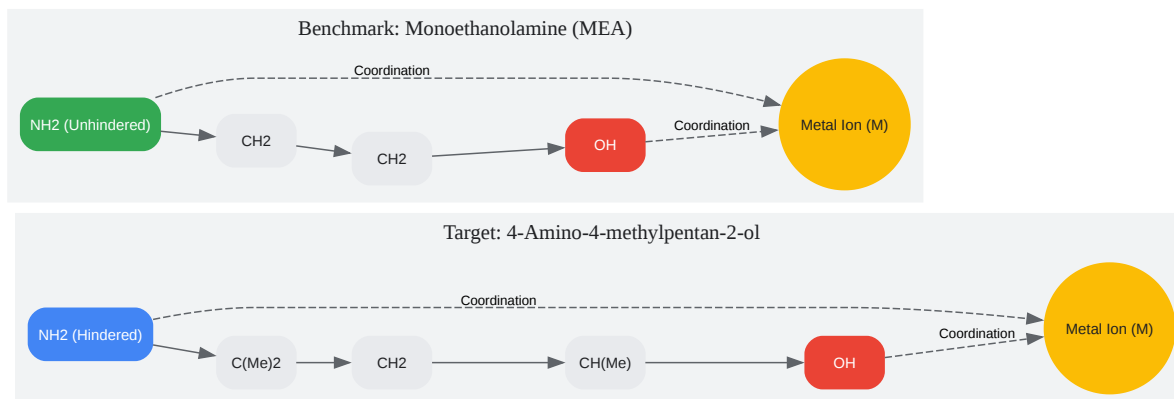 Benchmark: Monoethanolamine (MEA)
Coordination
NH2 (Unhindered)
CH2
CH2
OH
Coordination
Metal Ion (M)
Target: 4-Amino-4-methylpentan-2-ol
Coordination
NH2 (Hindered)
C(Me)2
CH2
CH(Me)
OH
Coordination
Metal Ion (M)